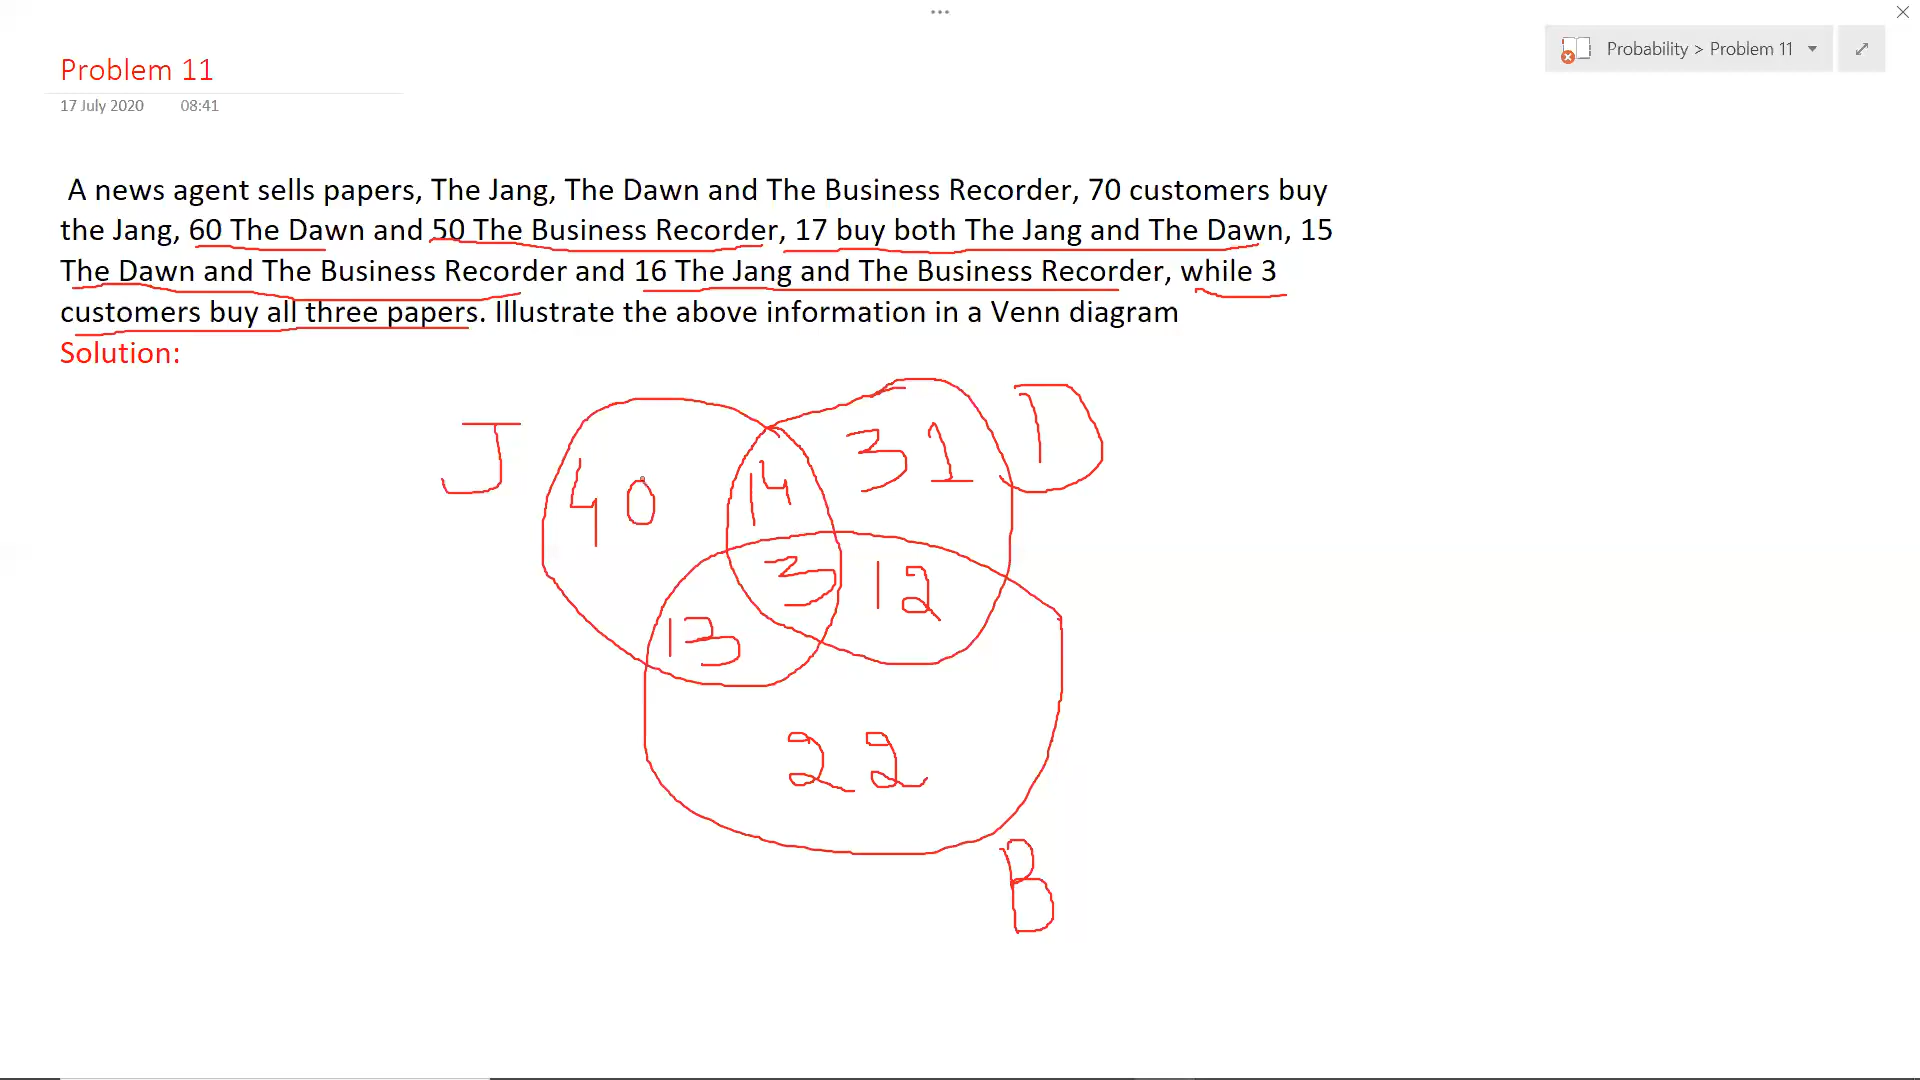 Probability > Problem 11
Problem 11
17 July 2020 08:41
A news agent sells papers, The Jang, The Dawn and The Business Recorder, 70 customers buy
the Jang, 60 The Dawn and 50 The Business Recorder, 17 buy both The Jang and The Dawn, 15
The Dawn and The Business Recorder and 16 The Jang and The Business Recorder, while 3
customers buy all three papers. Illustrate the above information in a Venn diagram
Solution:
J
D
40
14
31
3
12
13
22
B